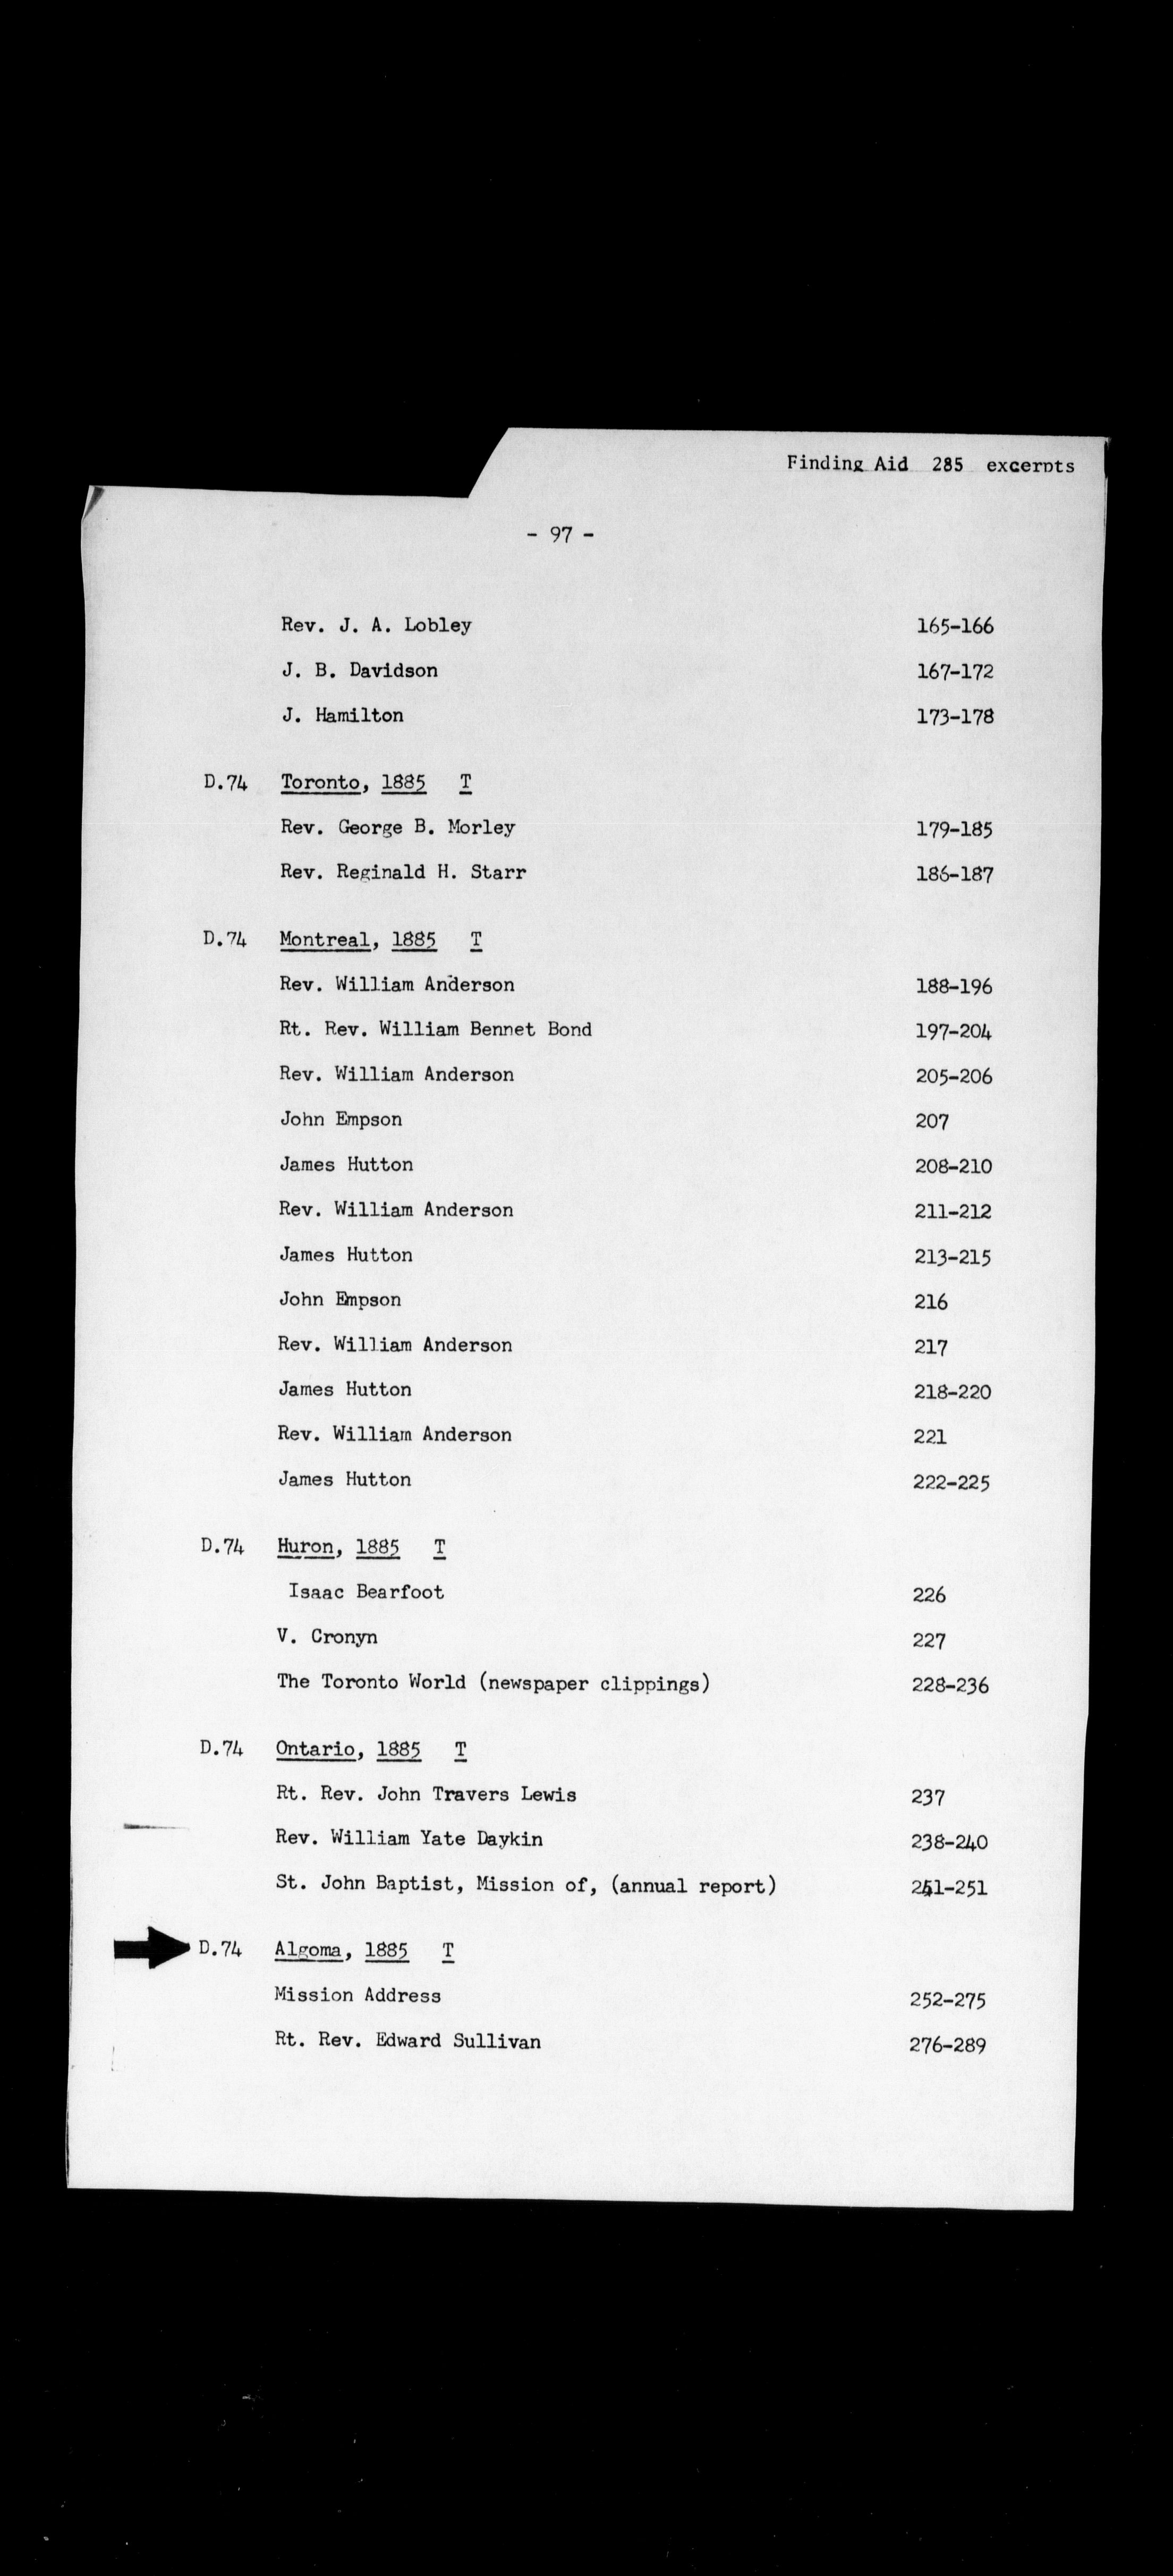 Finding Aid 285 excerpts
- 97 -
Rev. J. A. Lobley 165-166
J. B. Davidson 167-172
J. Hamilton 173-178
D.74 Toronto, 1885 T
Rev. George B. Morley 179-185
Rev. Reginald H. Starr 186-187
D.74 Montreal, 1885 T
Rev. William Anderson 188-196
Rt. Rev. William Bennet Bond 197-204
Rev. William Anderson 205-206
John Empson 207
James Hutton 208-210
Rev. William Anderson 211-212
James Hutton 213-215
John Empson 216
Rev. William Anderson 217
James Hutton 218-220
Rev. William Anderson 221
James Hutton 222-225
D.74 Huron, 1885 T
Isaac Bearfoot 226
V. Cronyn 227
The Toronto World (newspaper clippings) 228-236
D.74 Ontario, 1885 T
Rt. Rev. John Travers Lewis 237
Rev. William Yate Daykin 238-240
St. John Baptist, Mission of, (annual report) 241-251
D.74 Algoma, 1885 T
Mission Address 252-275
Rt. Rev. Edward Sullivan 276-289